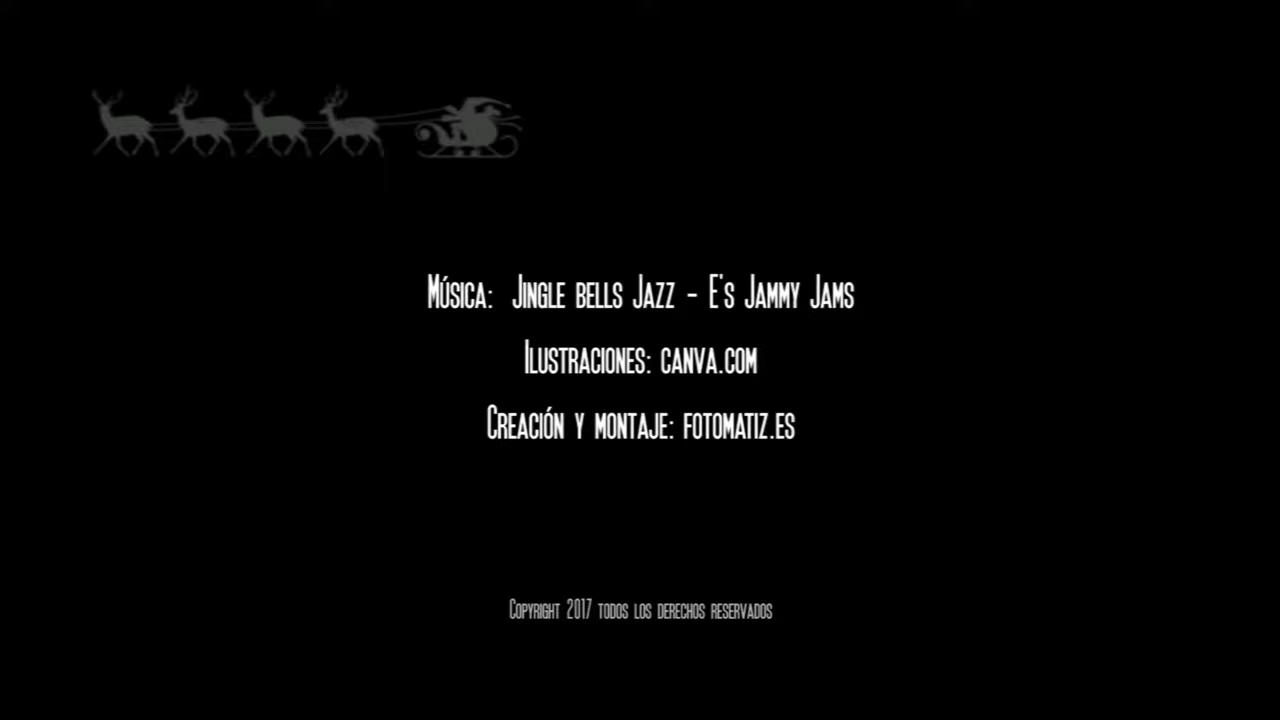 Música: Jingle bells Jazz - E's Jammy Jams
Ilustraciones: canva.com
Creación y montaje: fotomatiz.es
Copyright 2017 todos los derechos reservados